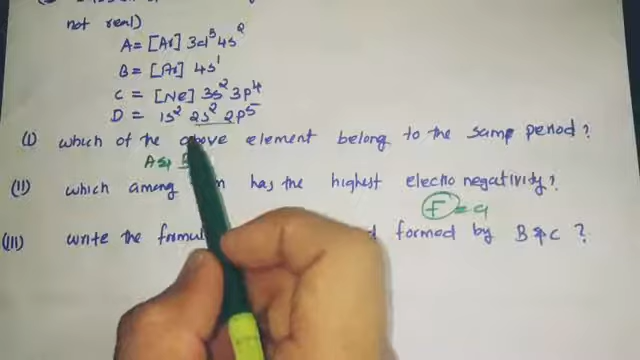 not real)
A = [Ar] 3d⁵ 4s²
B = [Ar] 4s¹
C = [Ne] 3s² 3p⁴
D = 1s² 2s² 2p⁵
(I) which of the above element belong to the same period?
A &
(II) which among has the highest electro negativity?
F = 9
(III) write the formul formed by B & C ?